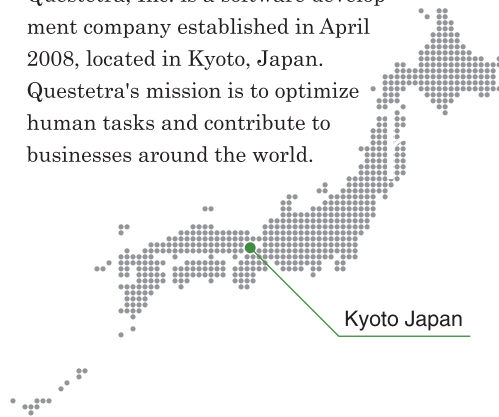 Questetra, Inc. is a software develop-
ment company established in April
2008, located in Kyoto, Japan.
Questetra's mission is to optimize
human tasks and contribute to
businesses around the world.
Kyoto Japan